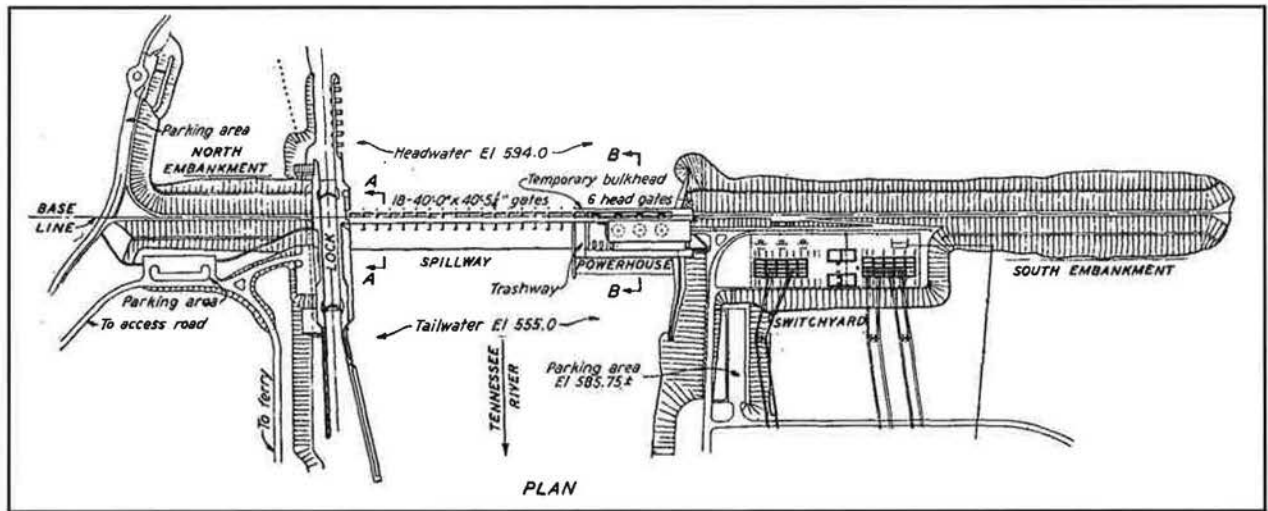 Parking area
NORTH
EMBANKMENT
Headwater El 594.0
B
A
Temporary bulkhead
18-40'-0" x 40'-5¼" gates
6 head gates
BASE
LINE
LOCK
SPILLWAY
POWERHOUSE
SOUTH EMBANKMENT
A
B
Trashway
Parking area
To access road
Tailwater El 555.0
SWITCHYARD
Parking area
El 585.75±
TENNESSEE
RIVER
To ferry
PLAN